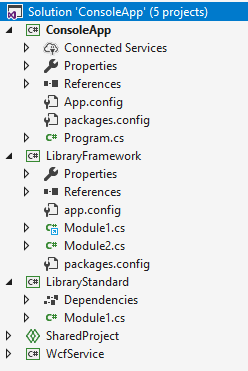 Solution 'ConsoleApp' (5 projects)
C# ConsoleApp
Connected Services
Properties
References
App.config
packages.config
C# Program.cs
C# LibraryFramework
Properties
References
app.config
C# Module1.cs
C# Module2.cs
packages.config
C# LibraryStandard
Dependencies
C# Module1.cs
SharedProject
C# WcfService